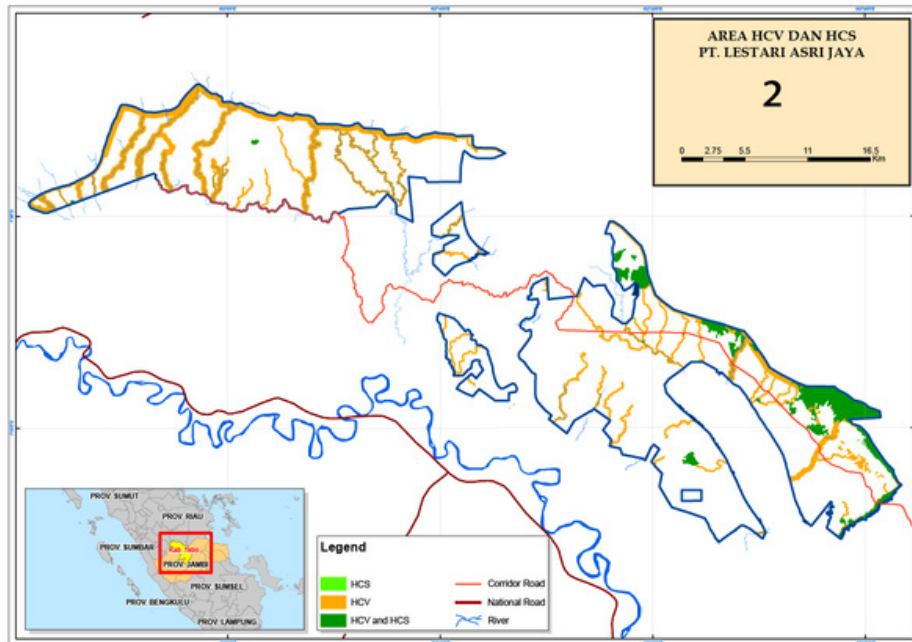 AREA HCV DAN HCS
PT. LESTARI ASRI JAYA
2
0 2.75 5.5 11 16.5
Km
PROV. SUMUT
PROV. RIAU
PROV. SUMBAR
Kab. Tebo
PROV. JAMBI
PROV. SUMSEL
PROV. BENGKULU
PROV. LAMPUNG
Legend
HCS
HCV
HCV and HCS
Corridor Road
National Road
River